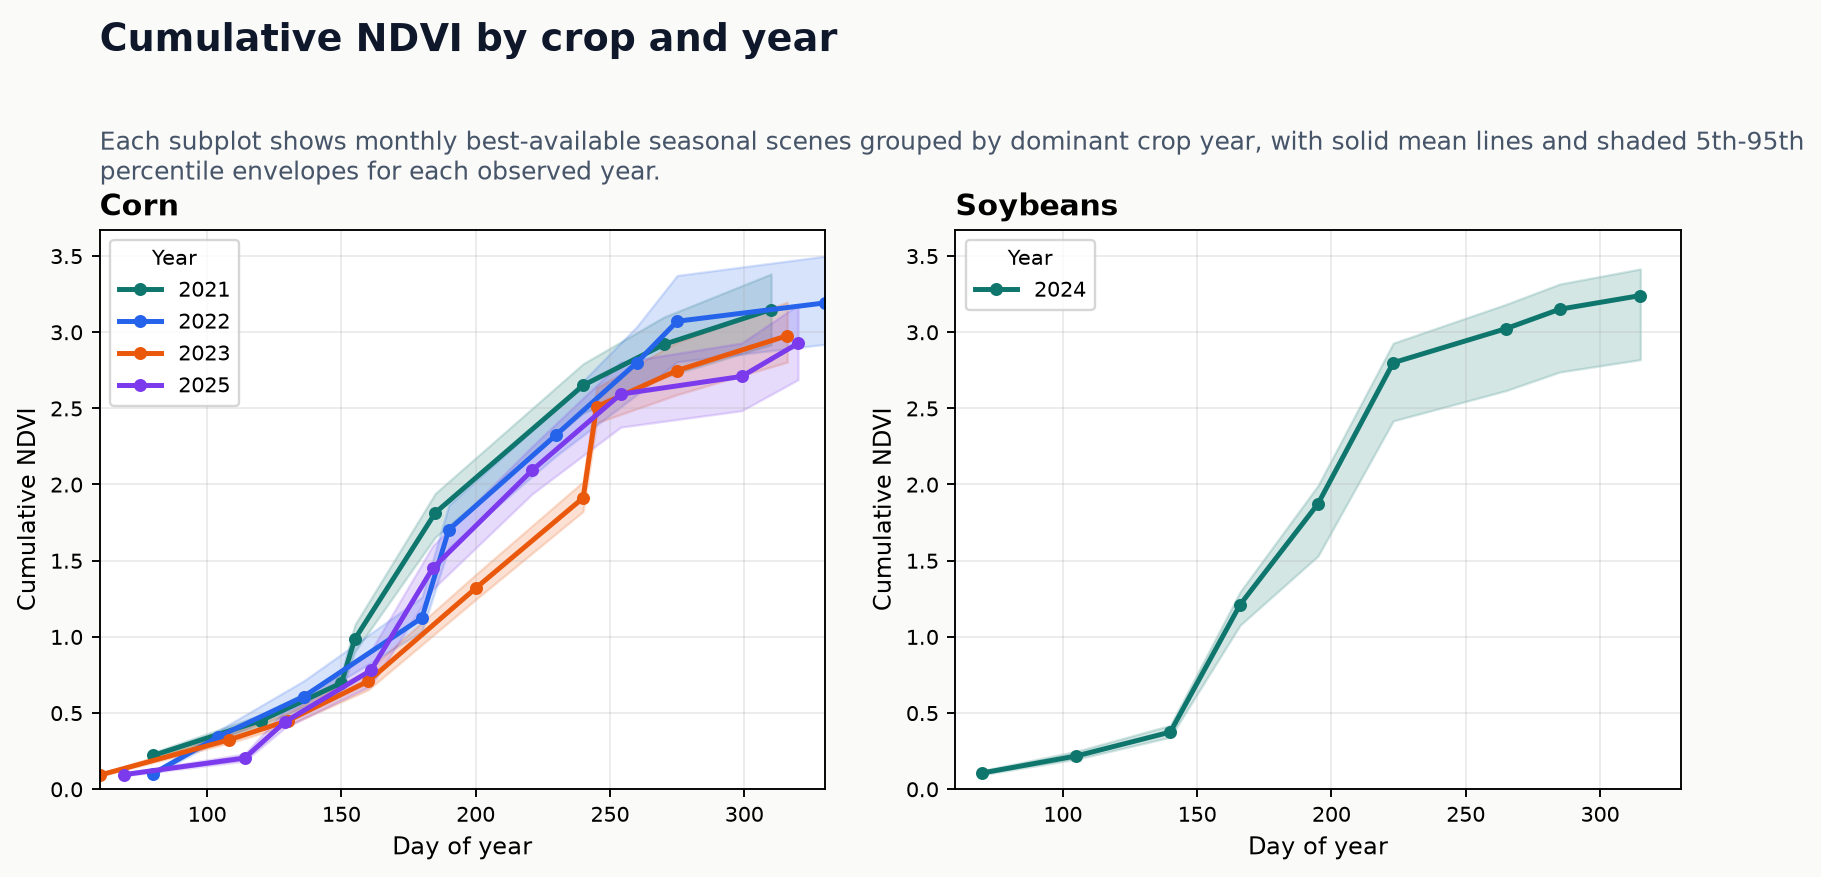 Cumulative NDVI by crop and year
Each subplot shows monthly best-available seasonal scenes grouped by dominant crop year, with solid mean lines and shaded 5th-95th
percentile envelopes for each observed year.
Corn
Year
2021
2022
2023
2025
3.5
3.0
2.5
2.0
1.5
1.0
0.5
0.0
Cumulative NDVI
100 150 200 250 300
Day of year
Soybeans
Year
2024
3.5
3.0
2.5
2.0
1.5
1.0
0.5
0.0
Cumulative NDVI
100 150 200 250 300
Day of year